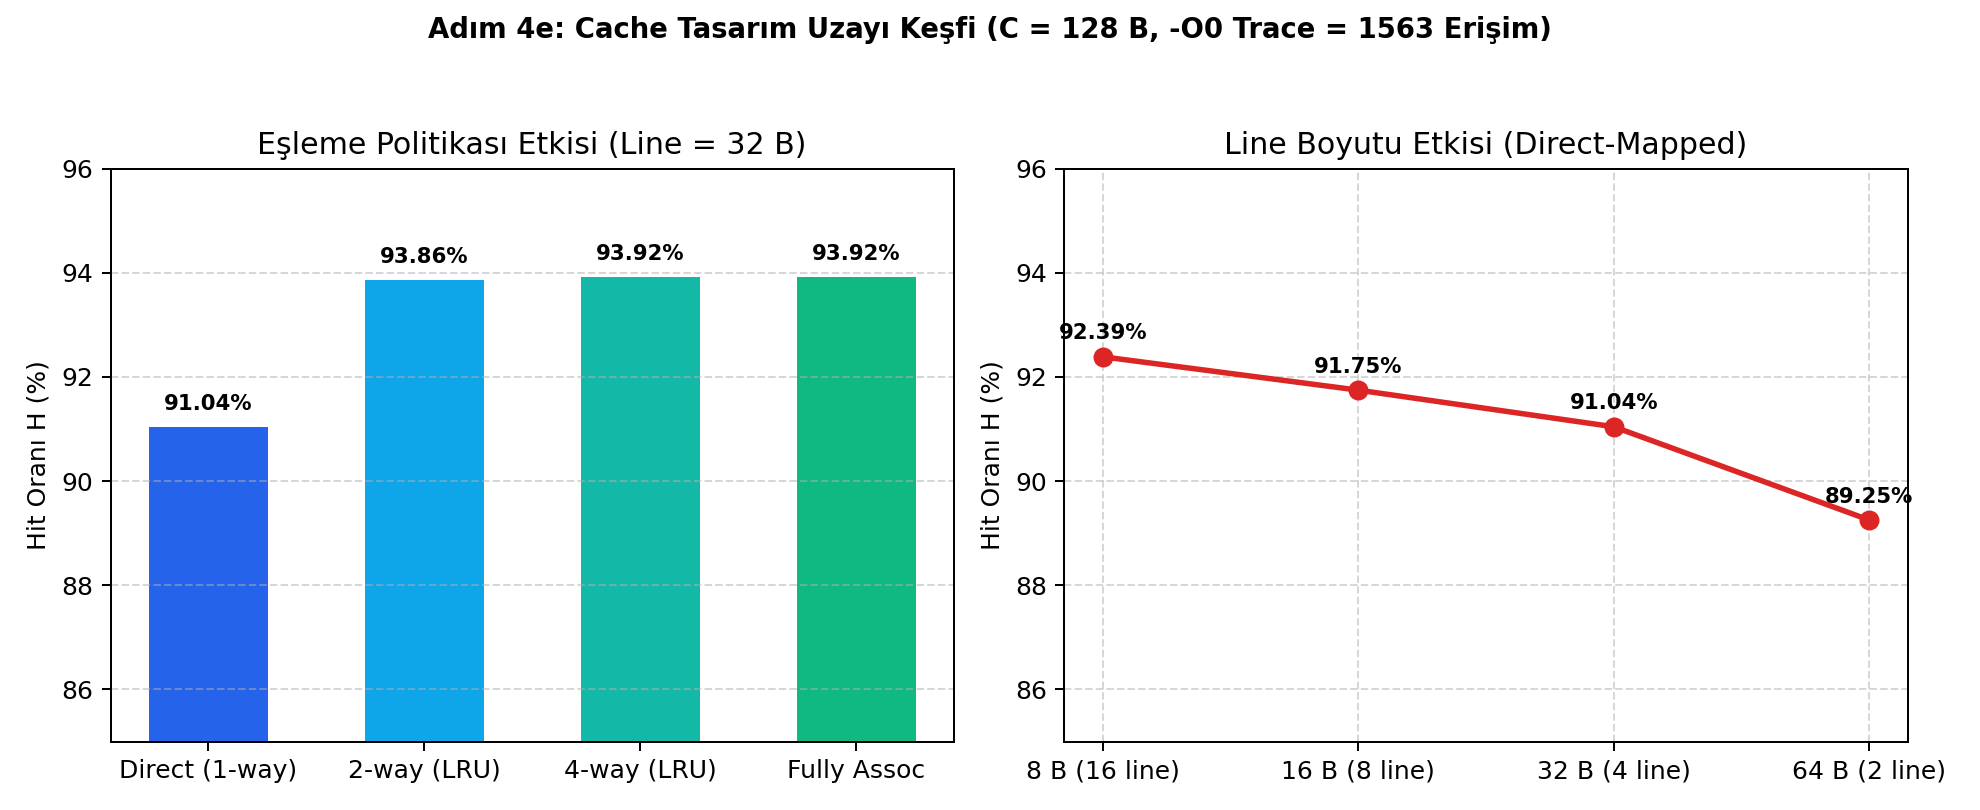 Adım 4e: Cache Tasarım Uzayı Keşfi (C = 128 B, -O0 Trace = 1563 Erişim)
Eşleme Politikası Etkisi (Line = 32 B)
Hit Oranı H (%)
96
94
92
90
88
86
91.04%
93.86%
93.92%
93.92%
Direct (1-way)
2-way (LRU)
4-way (LRU)
Fully Assoc
Line Boyutu Etkisi (Direct-Mapped)
Hit Oranı H (%)
96
94
92
90
88
86
92.39%
91.75%
91.04%
89.25%
8 B (16 line)
16 B (8 line)
32 B (4 line)
64 B (2 line)